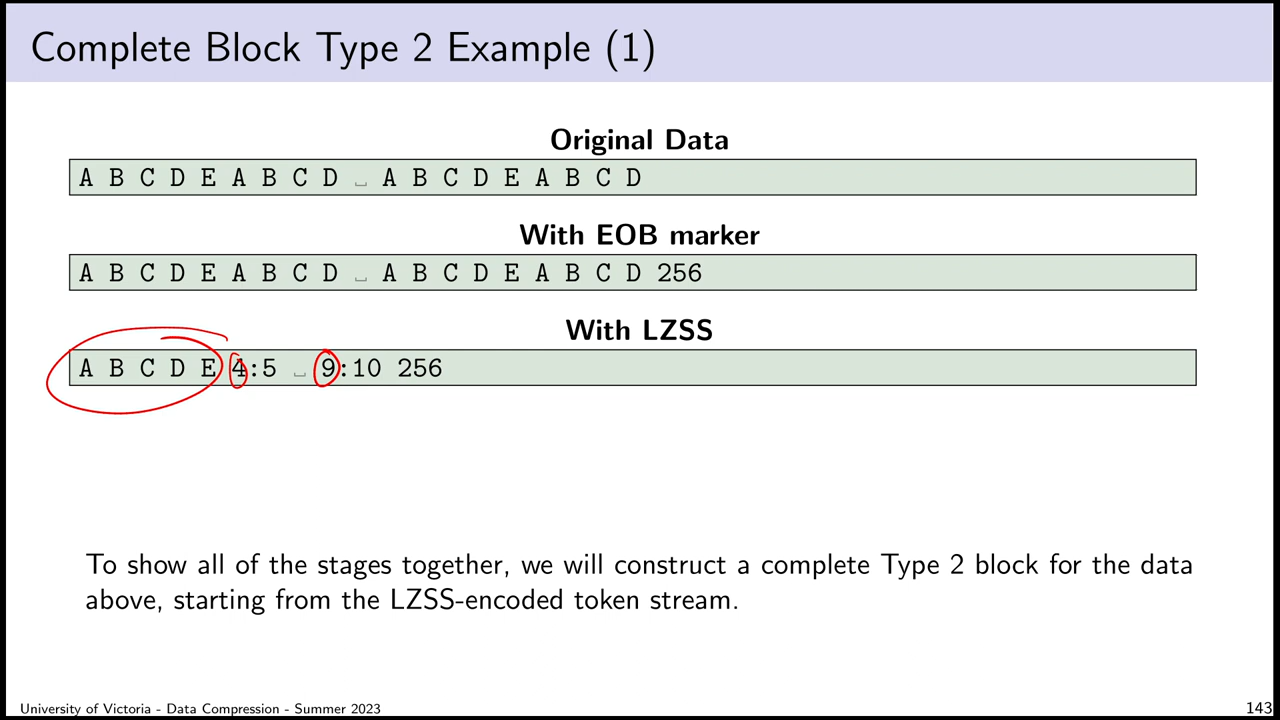 Complete Block Type 2 Example (1)
Original Data
A B C D E A B C D ␣ A B C D E A B C D
With EOB marker
A B C D E A B C D ␣ A B C D E A B C D 256
With LZSS
A B C D E 4:5 ␣ 9:10 256
To show all of the stages together, we will construct a complete Type 2 block for the data
above, starting from the LZSS-encoded token stream.
University of Victoria - Data Compression - Summer 2023
143